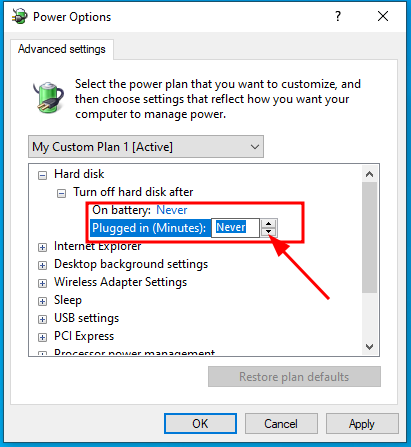 Power Options
Advanced settings
Select the power plan that you want to customize, and
then choose settings that reflect how you want your
computer to manage power.
My Custom Plan 1 [Active]
Hard disk
Turn off hard disk after
On battery: Never
Plugged in (Minutes): Never
Internet Explorer
Desktop background settings
Wireless Adapter Settings
Sleep
USB settings
PCI Express
Processor power management
Restore plan defaults
OK Cancel Apply